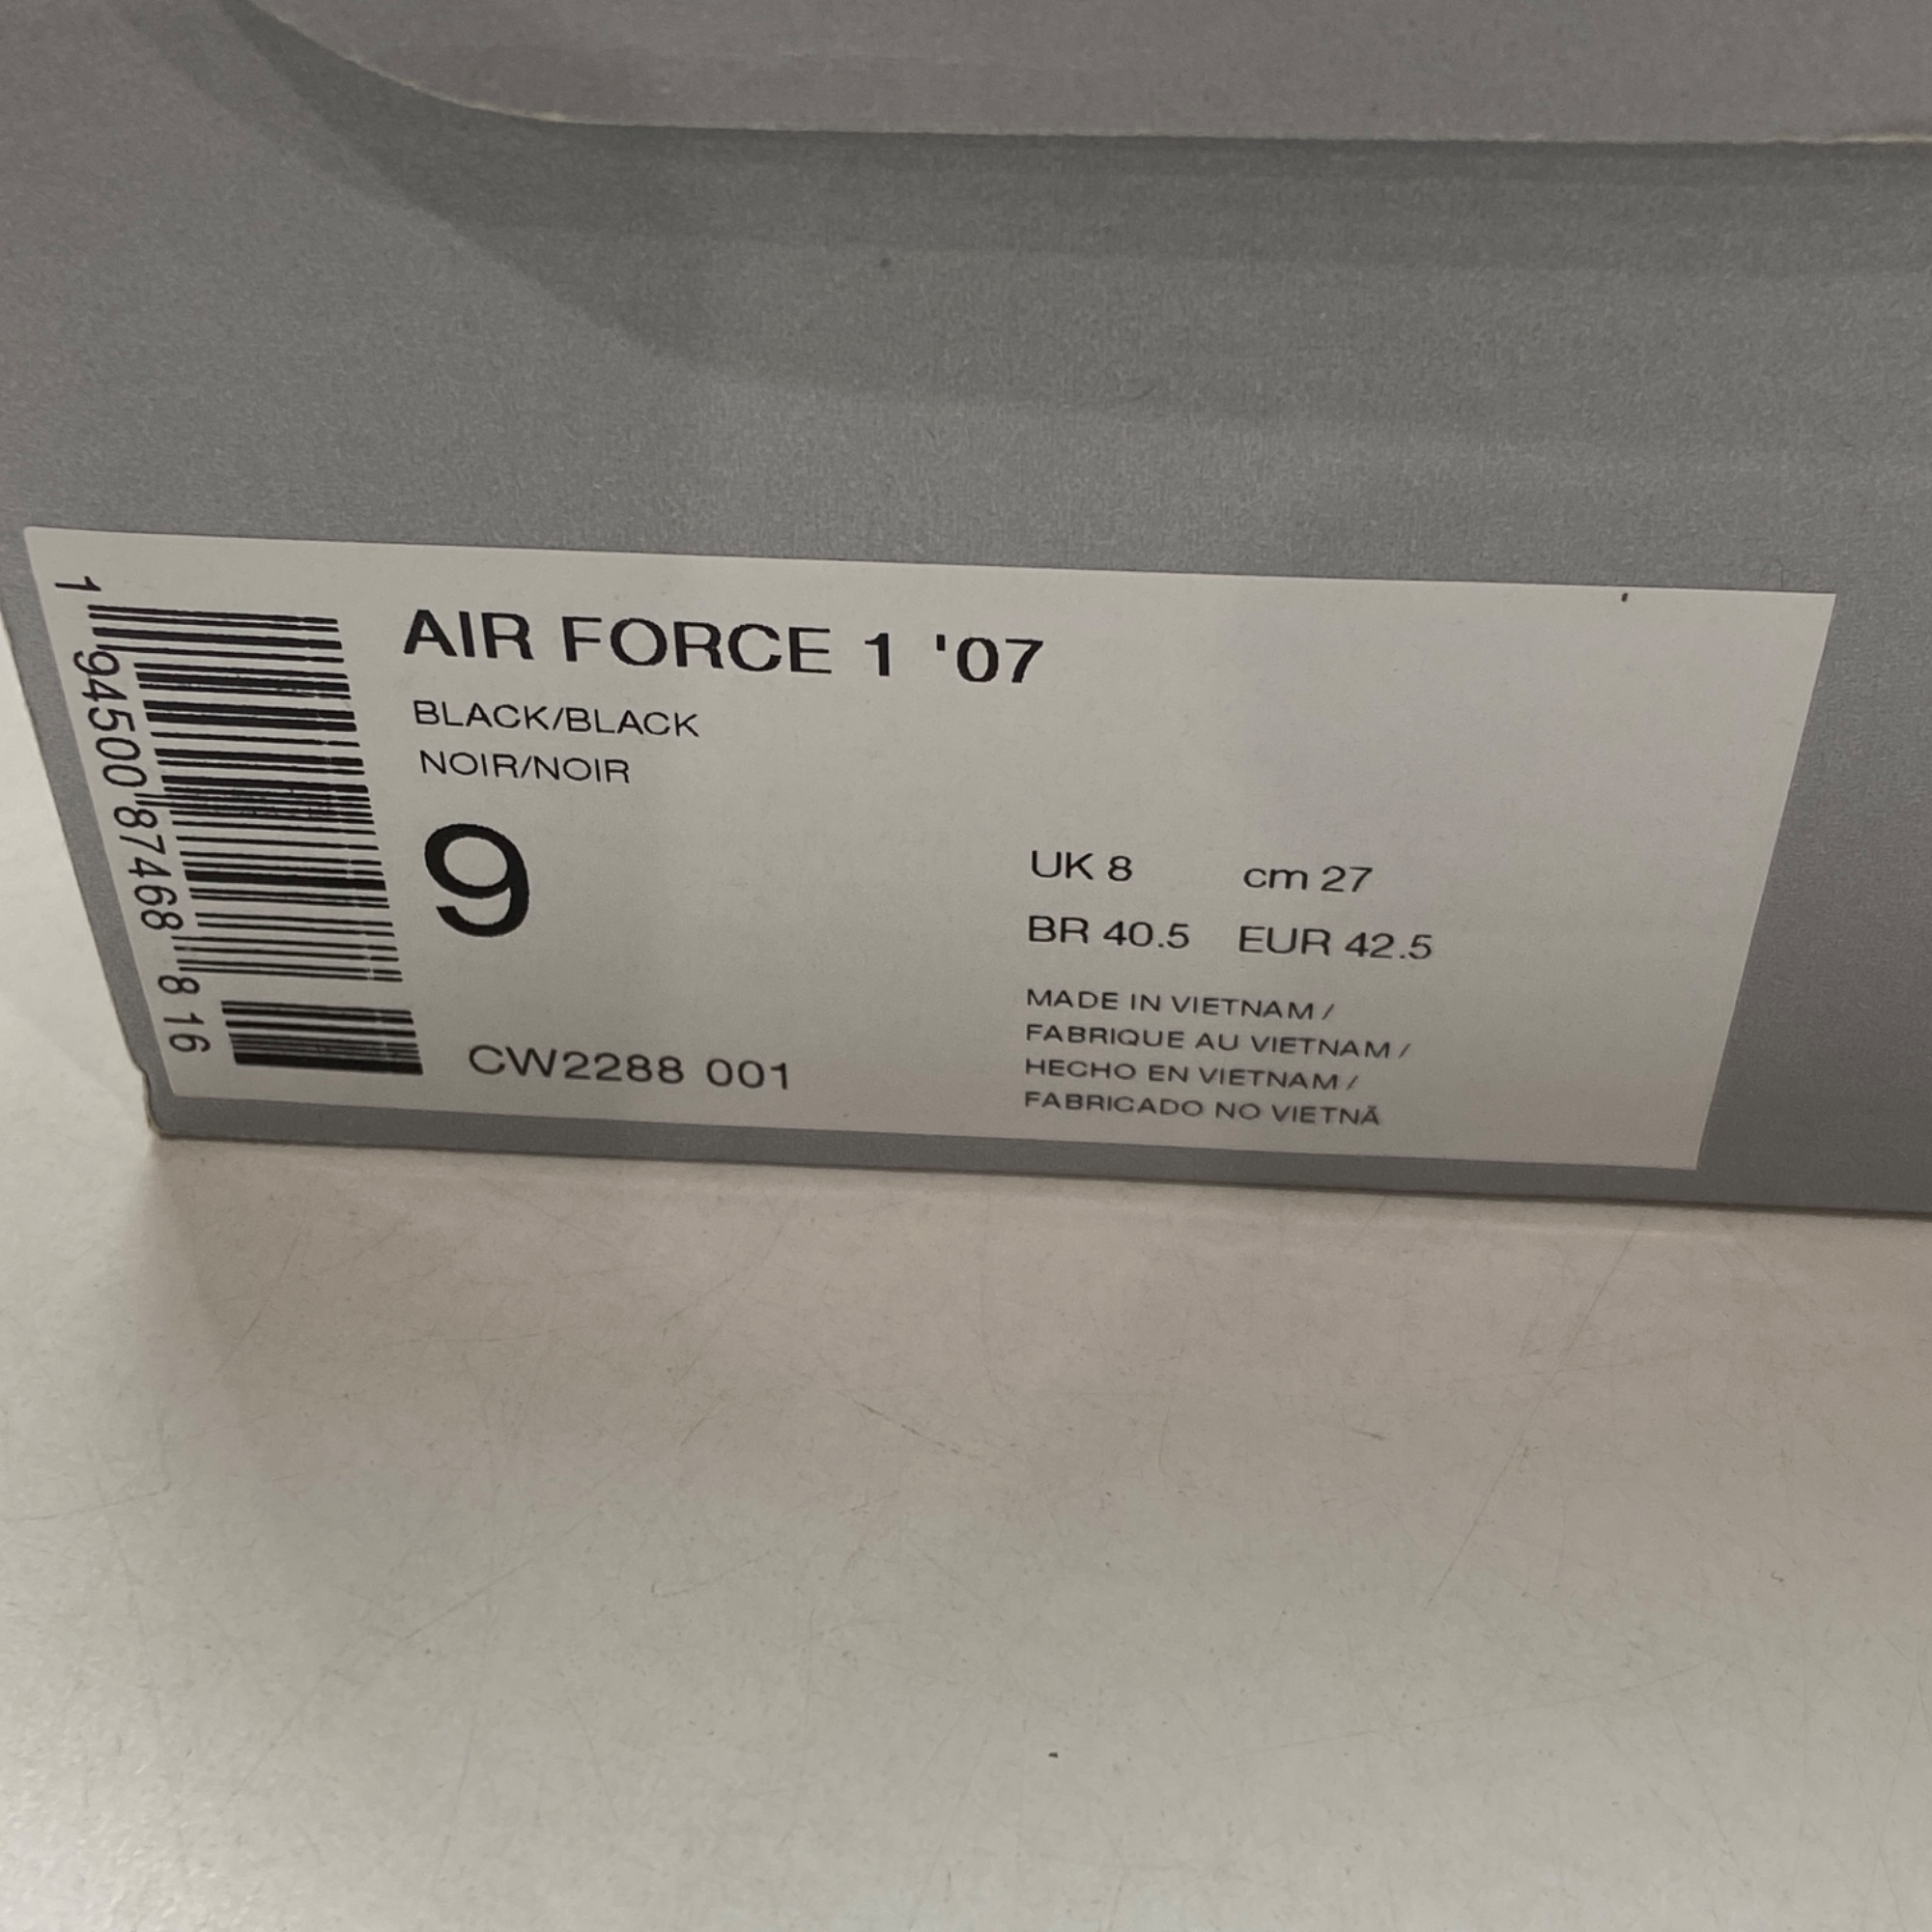 AIR FORCE 1 '07
BLACK/BLACK
NOIR/NOIR
9
UK 8 cm 27
BR 40.5 EUR 42.5
MADE IN VIETNAM /
FABRIQUE AU VIETNAM /
HECHO EN VIETNAM /
FABRICADO NO VIETNÃ
CW2288 001
1 94500 87468 8 16